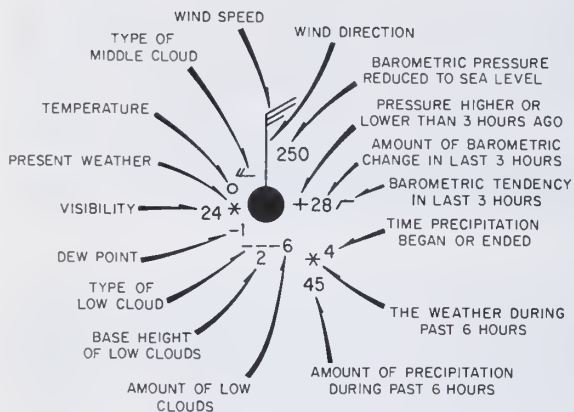 WIND SPEED
TYPE OF
MIDDLE CLOUD
WIND DIRECTION
BAROMETRIC PRESSURE
REDUCED TO SEA LEVEL
TEMPERATURE
PRESSURE HIGHER OR
LOWER THAN 3 HOURS AGO
250
AMOUNT OF BAROMETRIC
CHANGE IN LAST 3 HOURS
PRESENT WEATHER
O
BAROMETRIC TENDENCY
IN LAST 3 HOURS
VISIBILITY
24 *
+28
TIME PRECIPITATION
BEGAN OR ENDED
-1
DEW POINT
---6
2
* 4
45
TYPE OF
LOW CLOUD
THE WEATHER DURING
PAST 6 HOURS
BASE HEIGHT
OF LOW CLOUDS
AMOUNT OF LOW
CLOUDS
AMOUNT OF PRECIPITATION
DURING PAST 6 HOURS